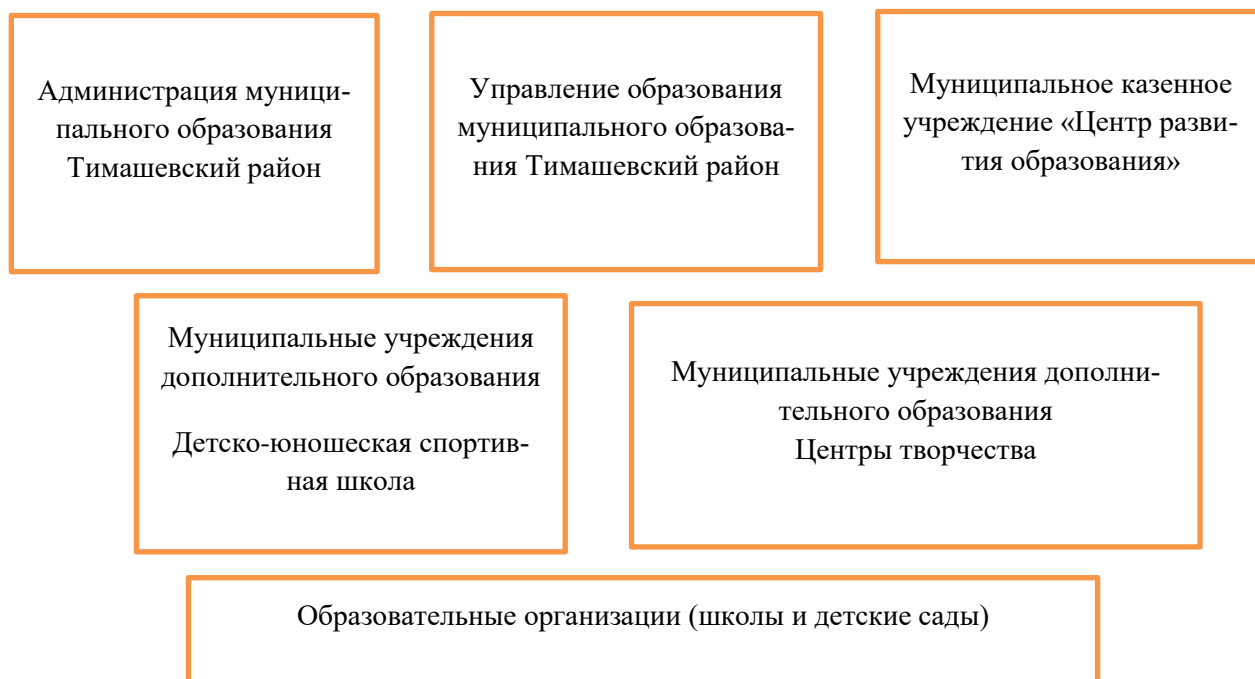 Администрация муници-
пального образования
Тимашевский район
Управление образования
муниципального образова-
ния Тимашевский район
Муниципальное казенное
учреждение «Центр разви-
тия образования»
Муниципальные учреждения
дополнительного образования
Детско-юношеская спортив-
ная школа
Муниципальные учреждения дополни-
тельного образования
Центры творчества
Образовательные организации (школы и детские сады)